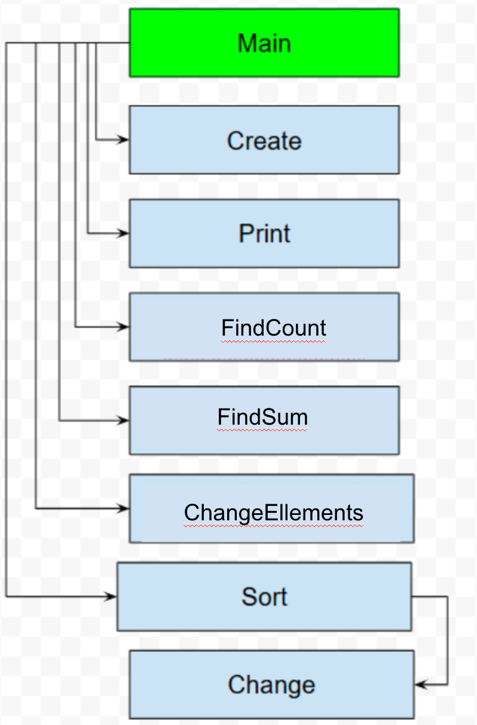 Main
Create
Print
FindCount
FindSum
ChangeEllements
Sort
Change